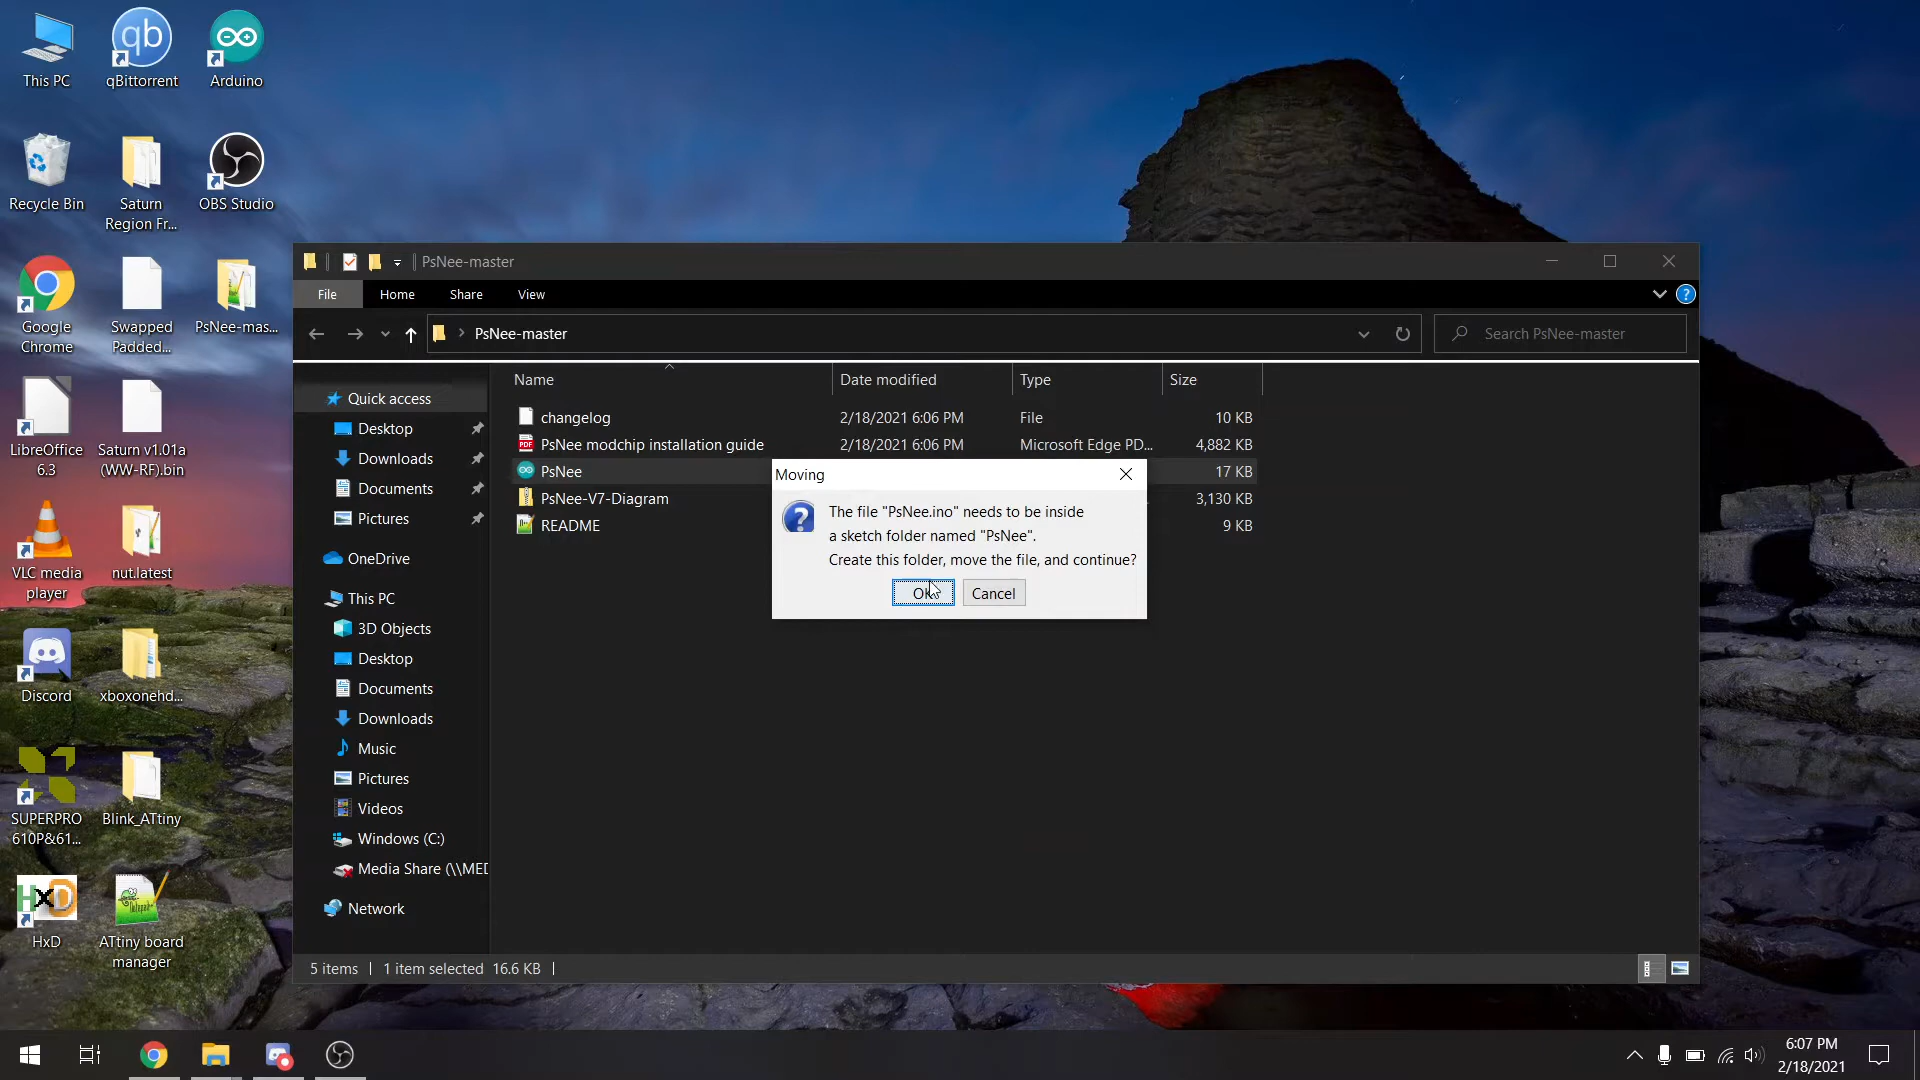 This PC
qBittorrent
Arduino
Recycle Bin
Saturn
Region Fr...
OBS Studio
Google
Chrome
Swapped
Padded...
PsNee-mas...
LibreOffice
6.3
Saturn v1.01a
(WW-RF).bin
VLC media
player
nut.latest
Discord
xboxonehd...
SUPERPRO
610P&61...
Blink_ATtiny
HxD
ATtiny board
manager
PsNee-master
File
Home
Share
View
PsNee-master
Search PsNee-master
Name
Date modified
Type
Size
changelog
2/18/2021 6:06 PM
File
10 KB
PsNee modchip installation guide
2/18/2021 6:06 PM
Microsoft Edge PD...
4,882 KB
PsNee
17 KB
PsNee-V7-Diagram
3,130 KB
README
9 KB
Quick access
Desktop
Downloads
Documents
Pictures
OneDrive
This PC
3D Objects
Desktop
Documents
Downloads
Music
Pictures
Videos
Windows (C:)
Media Share (\\MED
Network
Moving
The file "PsNee.ino" needs to be inside
a sketch folder named "PsNee".
Create this folder, move the file, and continue?
OK
Cancel
5 items
1 item selected 16.6 KB
6:07 PM
2/18/2021